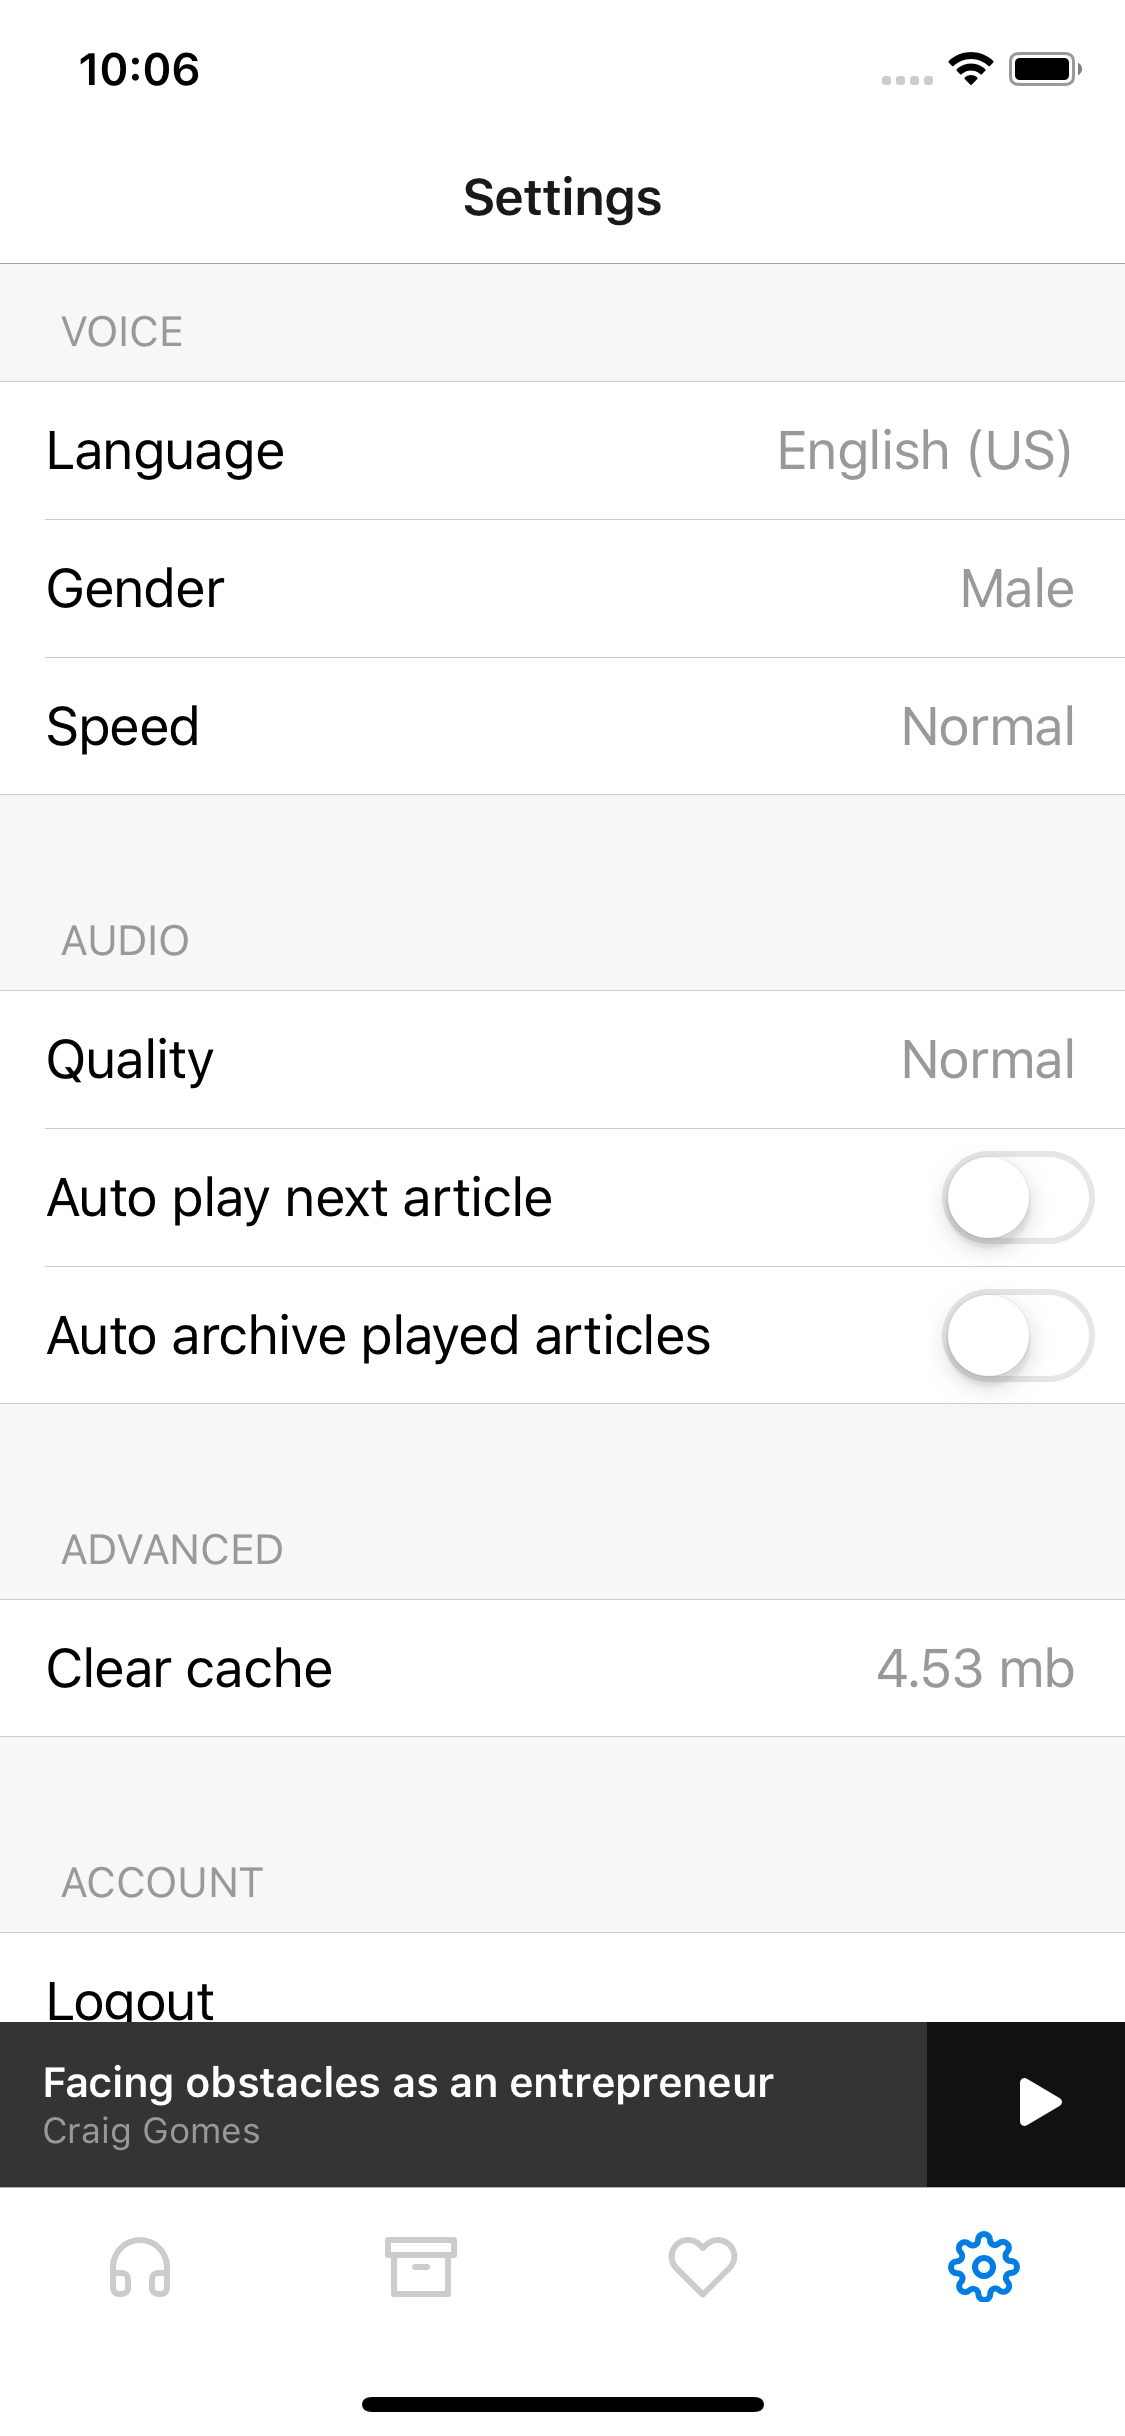 10:06
Settings
VOICE
Language English (US)
Gender Male
Speed Normal
AUDIO
Quality Normal
Auto play next article
Auto archive played articles
ADVANCED
Clear cache 4.53 mb
ACCOUNT
Logout
Facing obstacles as an entrepreneur
Craig Gomes